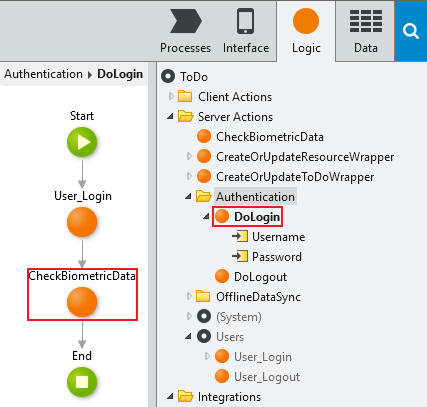 Processes
Interface
Logic
Data
Authentication DoLogin
Start
User_Login
CheckBiometricData
End
ToDo
Client Actions
Server Actions
CheckBiometricData
CreateOrUpdateResourceWrapper
CreateOrUpdateToDoWrapper
Authentication
DoLogin
Username
Password
DoLogout
OfflineDataSync
(System)
Users
User_Login
User_Logout
Integrations